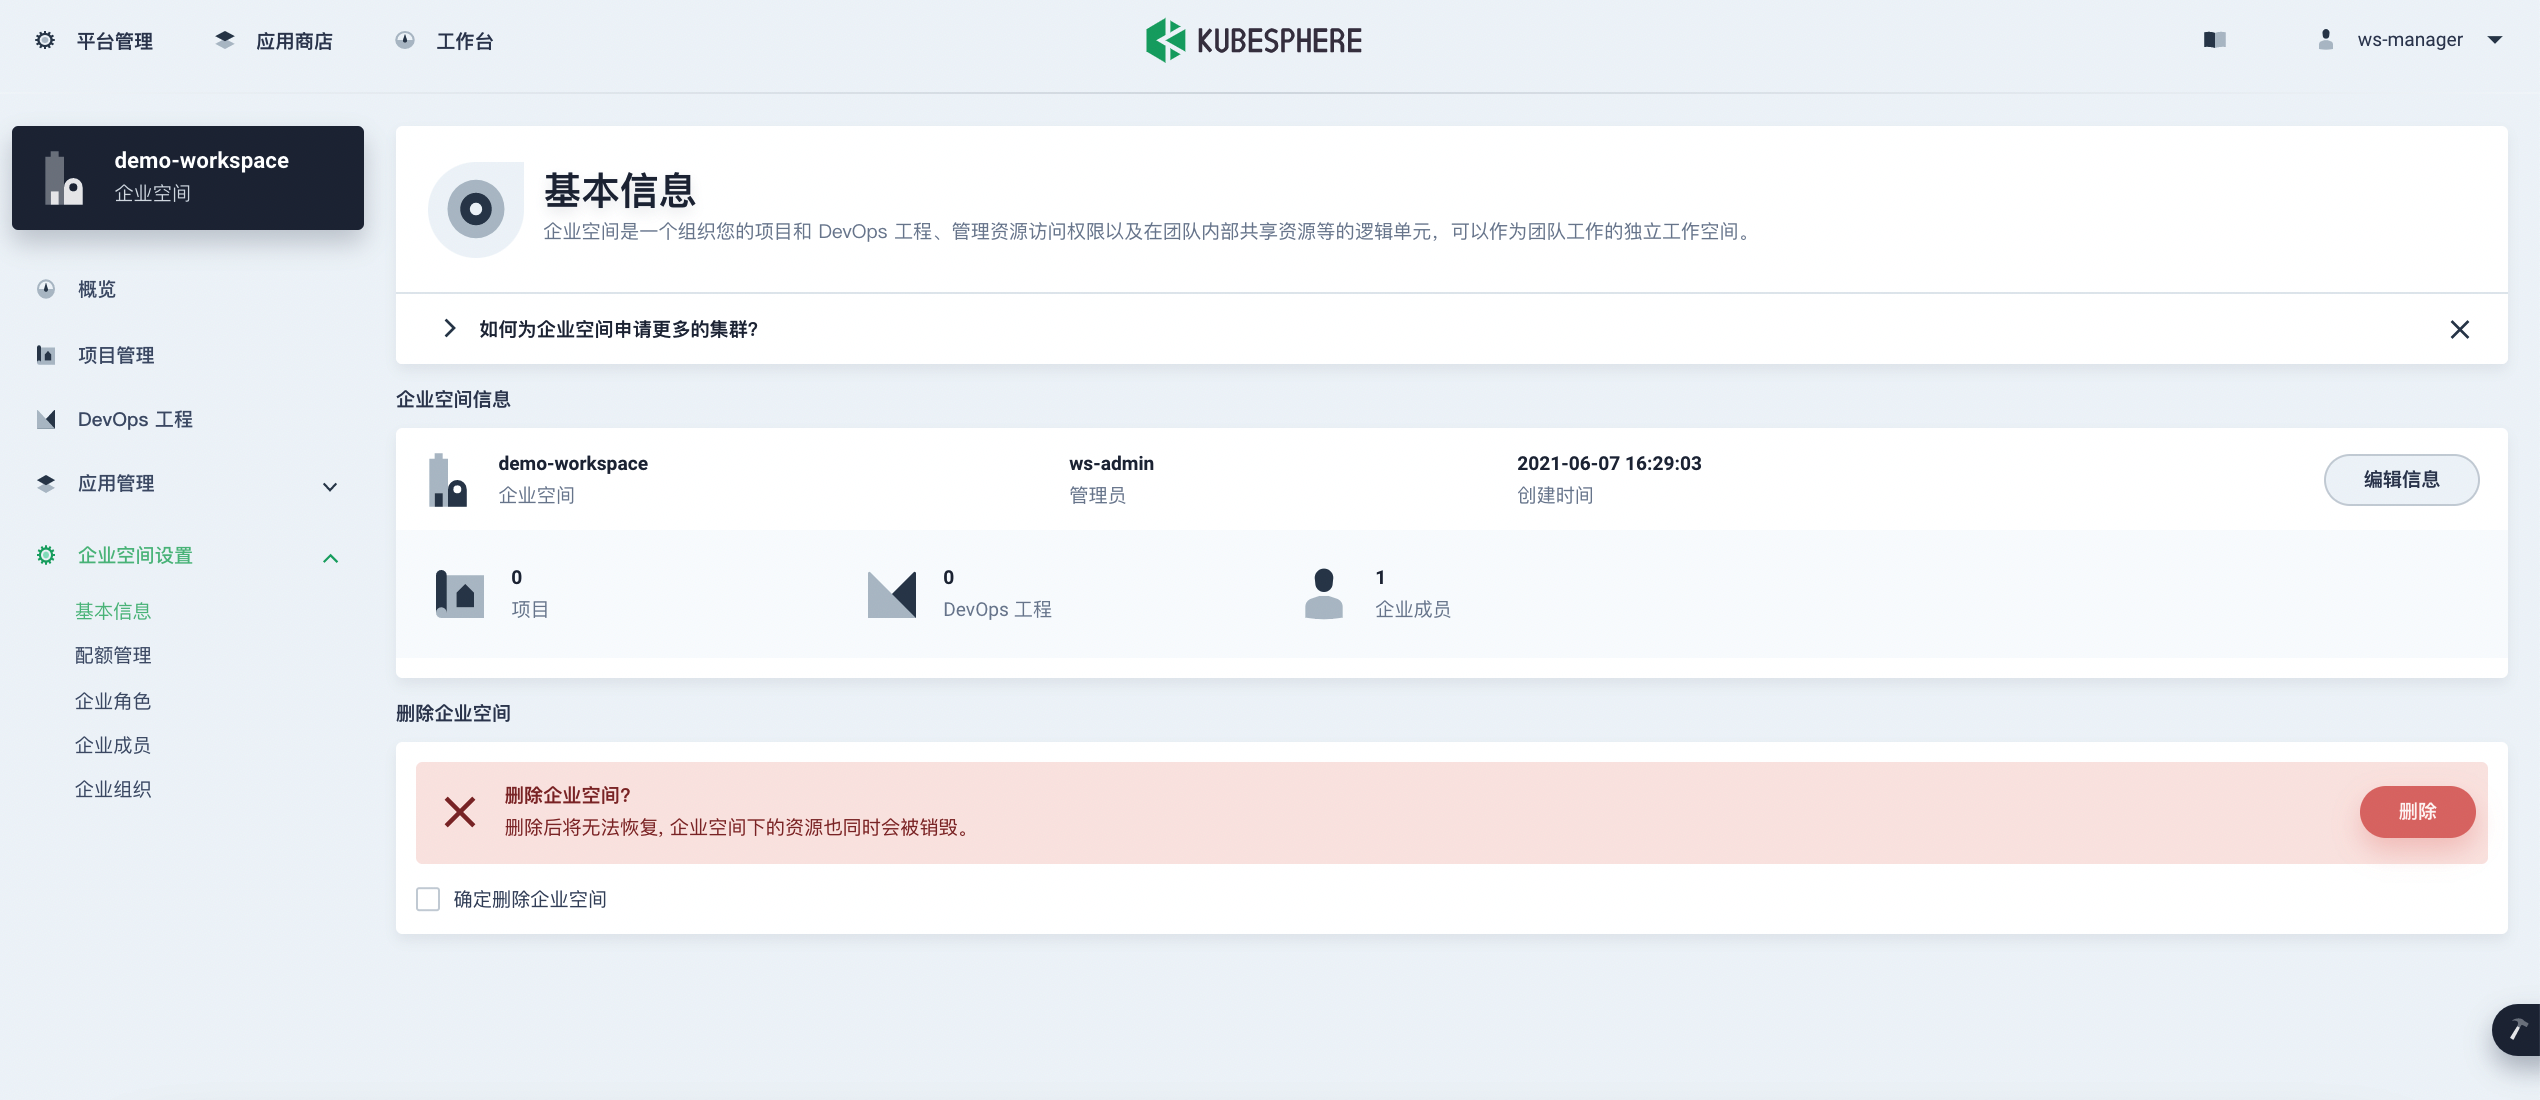 平台管理
应用商店
工作台
KUBESPHERE
ws-manager
demo-workspace
企业空间
概览
项目管理
DevOps 工程
应用管理
企业空间设置
基本信息
配额管理
企业角色
企业成员
企业组织
基本信息
企业空间是一个组织您的项目和 DevOps 工程、管理资源访问权限以及在团队内部共享资源等的逻辑单元，可以作为团队工作的独立工作空间。
如何为企业空间申请更多的集群?
企业空间信息
demo-workspace
企业空间
ws-admin
管理员
2021-06-07 16:29:03
创建时间
编辑信息
0
项目
0
DevOps 工程
1
企业成员
删除企业空间
删除企业空间?
删除后将无法恢复, 企业空间下的资源也同时会被销毁。
删除
确定删除企业空间